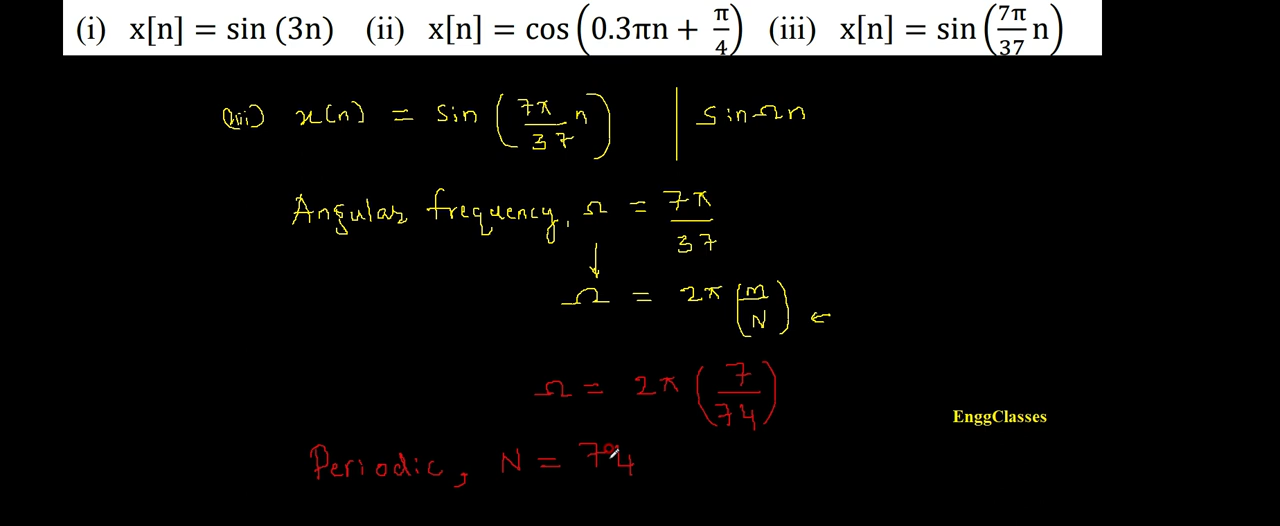 (i) x[n] = sin (3n) (ii) x[n] = cos (0.3πn + π/4) (iii) x[n] = sin (7π/37 n)
(iii) x(n) = sin (7π/37 n) | sin Ωn
Angular frequency, Ω = 7π/37
↓
Ω = 2π (m/N) ←
Ω = 2π (7/74)
EnggClasses
Periodic, N = 74